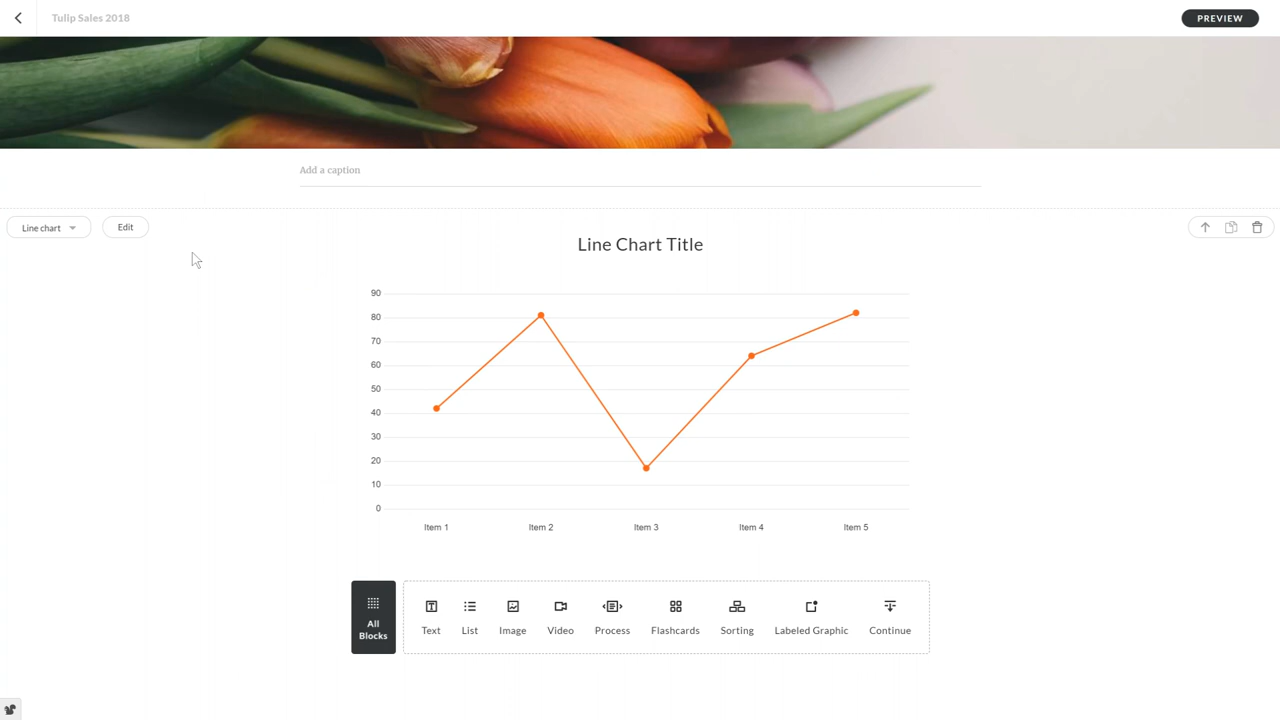 Tulip Sales 2018
PREVIEW
Add a caption
Line chart
Edit
Line Chart Title
90
80
70
60
50
40
30
20
10
0
Item 1 Item 2 Item 3 Item 4 Item 5
All Blocks
Text List Image Video Process Flashcards Sorting Labeled Graphic Continue